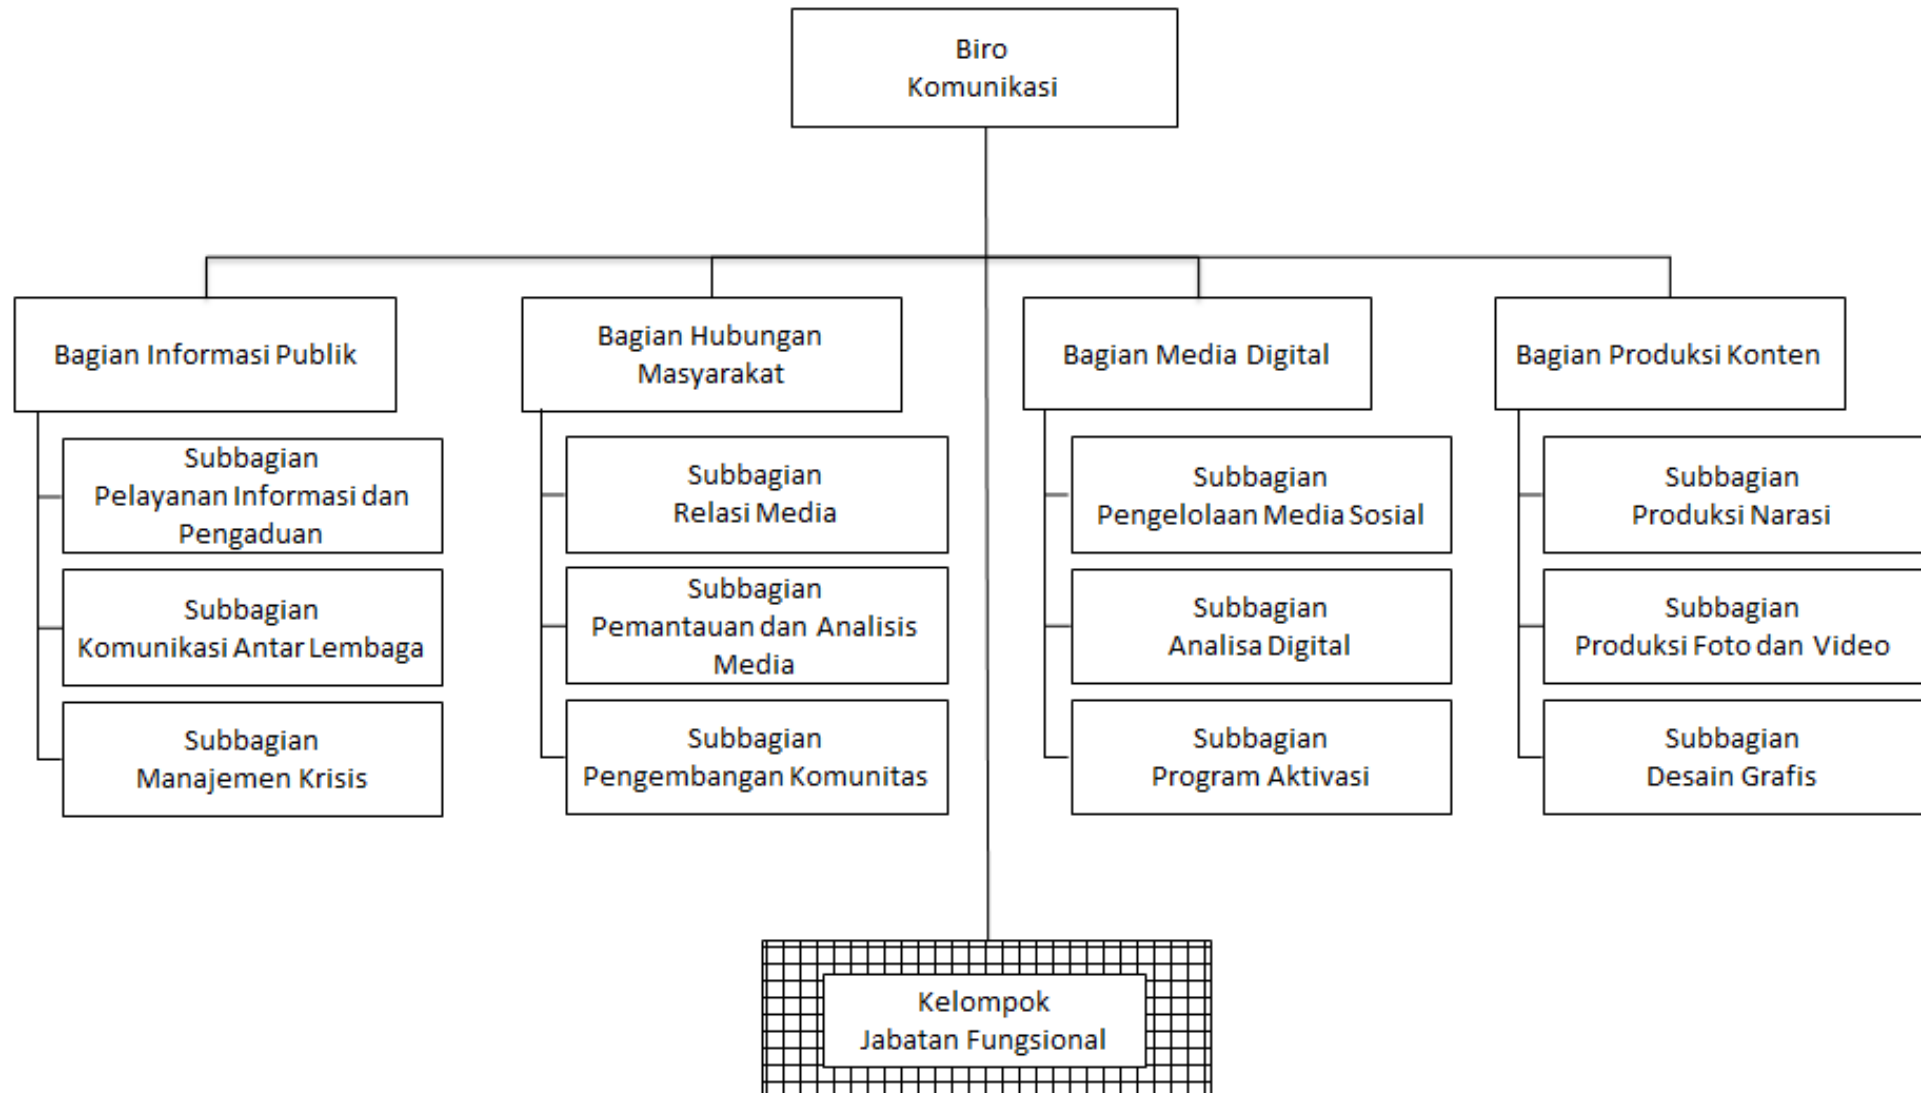 Biro
Komunikasi
Bagian Informasi Publik
Subbagian
Pelayanan Informasi dan
Pengaduan
Subbagian
Komunikasi Antar Lembaga
Subbagian
Manajemen Krisis
Bagian Hubungan
Masyarakat
Subbagian
Relasi Media
Subbagian
Pemantauan dan Analisis
Media
Subbagian
Pengembangan Komunitas
Bagian Media Digital
Subbagian
Pengelolaan Media Sosial
Subbagian
Analisa Digital
Subbagian
Program Aktivasi
Bagian Produksi Konten
Subbagian
Produksi Narasi
Subbagian
Produksi Foto dan Video
Subbagian
Desain Grafis
Kelompok
Jabatan Fungsional